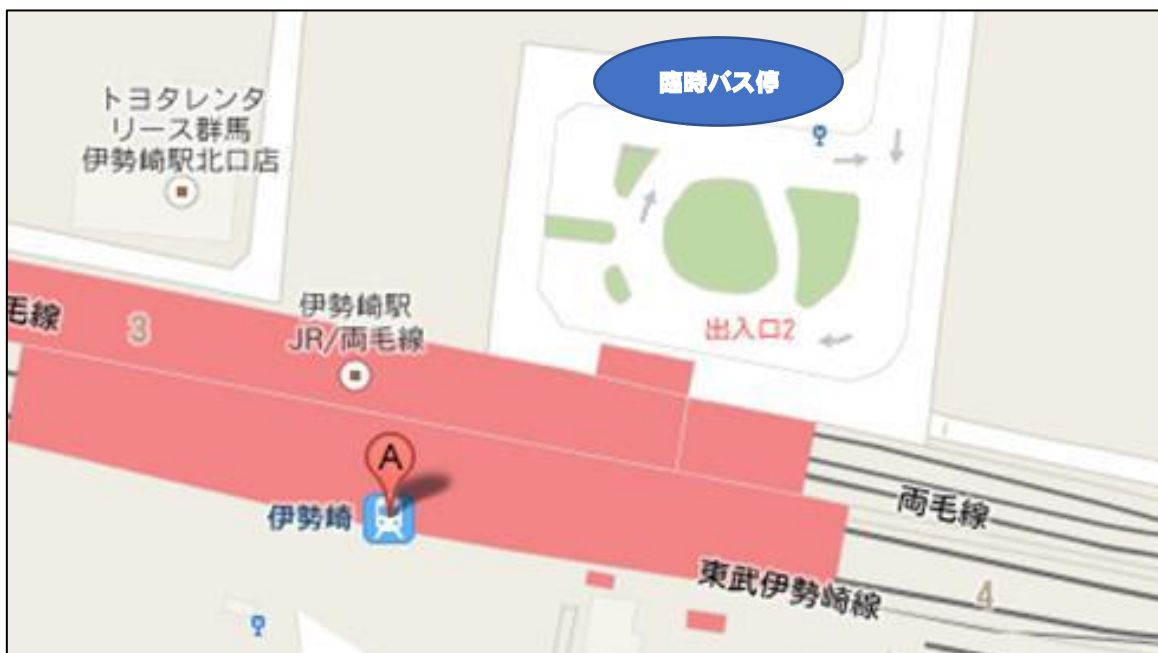 臨時バス停
トヨタレンタ
リース群馬
伊勢崎駅北口店
毛線
3
伊勢崎駅
JR/両毛線
出入口2
A
伊勢崎
両毛線
東武伊勢崎線
4